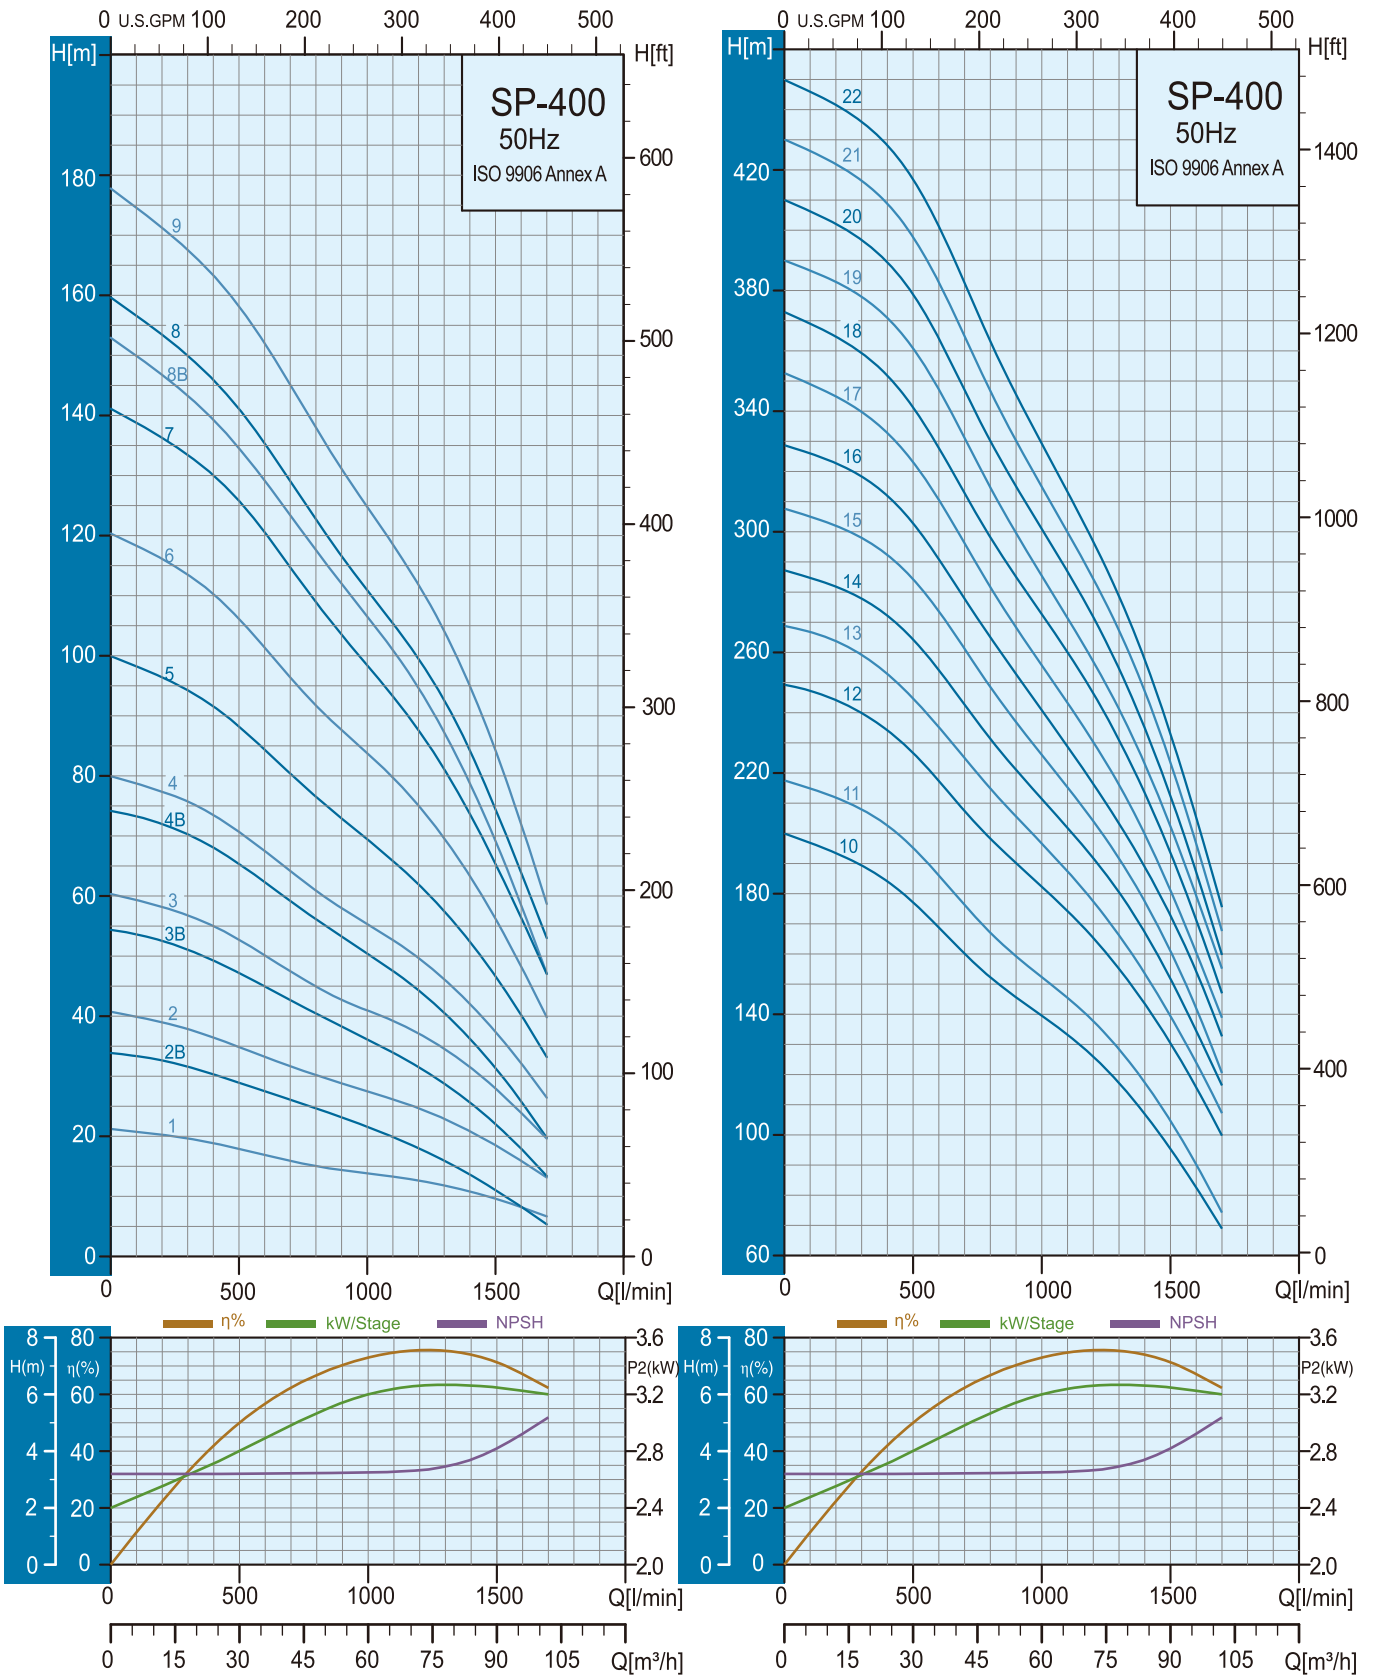 0 U.S.GPM 100 200 300 400 500
H[m] H[ft]
SP-400
50Hz
ISO 9906 Annex A
180
160
140
120
100
80
60
40
20
0
600
500
400
300
200
100
0
9
8
8B
7
6
5
4
4B
3
3B
2
2B
1
0 500 1000 1500 Q[l/min]
0 U.S.GPM 100 200 300 400 500
H[m] H[ft]
SP-400
50Hz
ISO 9906 Annex A
420
380
340
300
260
220
180
140
100
60
1400
1200
1000
800
600
400
0
22
21
20
19
18
17
16
15
14
13
12
11
10
0 500 1000 1500 Q[l/min]
η% kW/Stage NPSH
8 80 3.6
H(m) η(%) P2(kW)
6 60 3.2
4 40 2.8
2 20 2.4
0 0 2.0
0 500 1000 1500 Q[l/min]
0 15 30 45 60 75 90 105 Q[m³/h]
η% kW/Stage NPSH
8 80 3.6
H(m) η(%) P2(kW)
6 60 3.2
4 40 2.8
2 20 2.4
0 0 2.0
0 500 1000 1500 Q[l/min]
0 15 30 45 60 75 90 105 Q[m³/h]